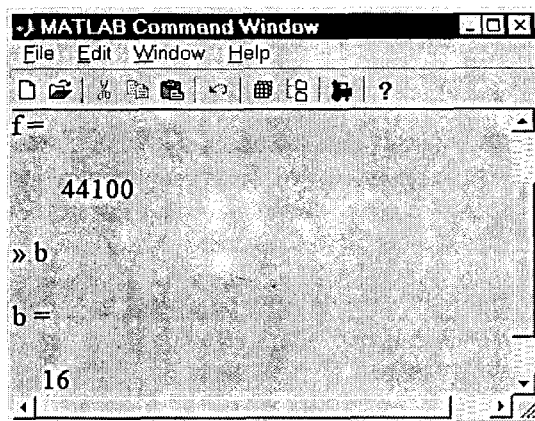 MATLAB Command Window
File Edit Window Help
?
f =
44100
» b
b =
16